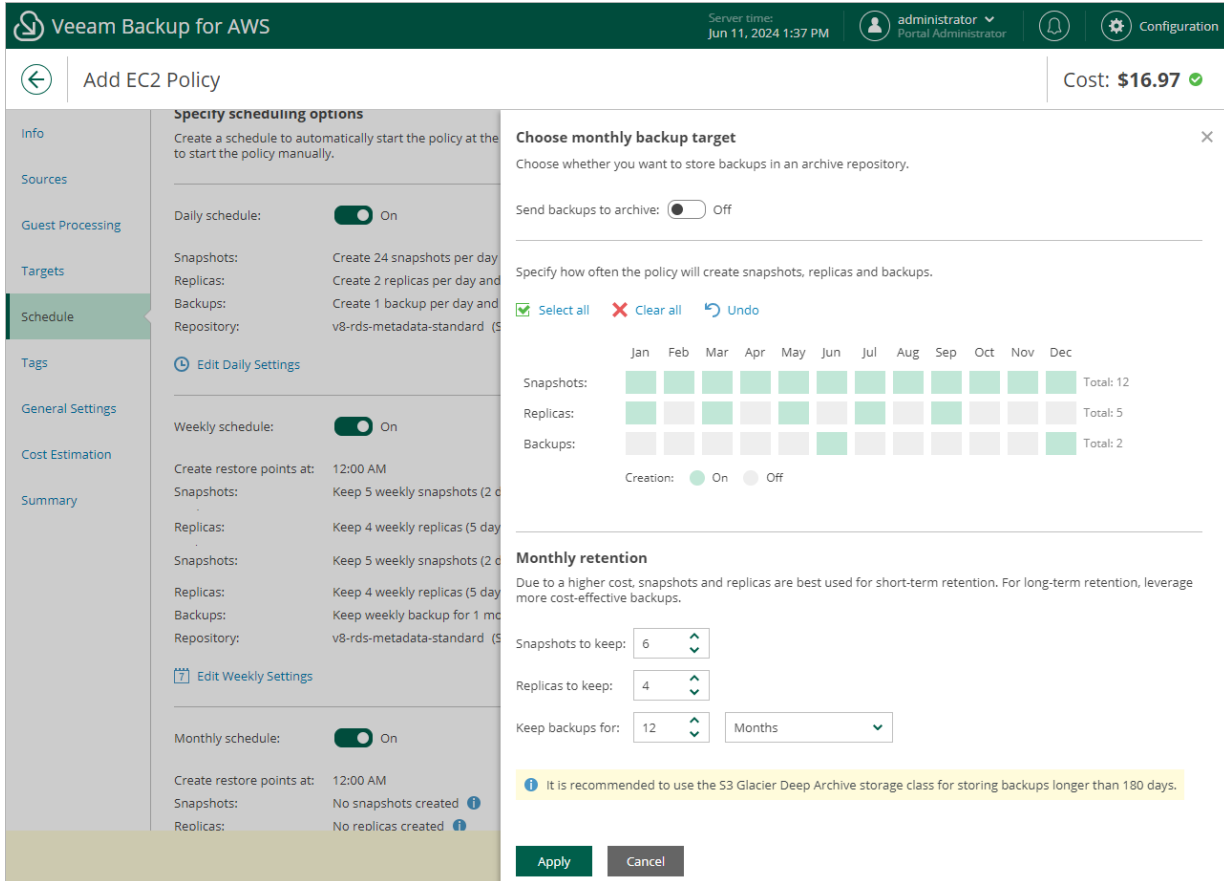 Veeam Backup for AWS
Server time:
Jun 11, 2024 1:37 PM
administrator
Portal Administrator
Configuration
Add EC2 Policy
Cost: $16.97
Info
Sources
Guest Processing
Targets
Schedule
Tags
General Settings
Cost Estimation
Summary
Specify scheduling options
Create a schedule to automatically start the policy at the
to start the policy manually.
Daily schedule: On
Snapshots: Create 24 snapshots per day
Replicas: Create 2 replicas per day and
Backups: Create 1 backup per day and
Repository: v8-rds-metadata-standard (S
Edit Daily Settings
Weekly schedule: On
Create restore points at: 12:00 AM
Snapshots: Keep 5 weekly snapshots (2 d
Replicas: Keep 4 weekly replicas (5 day
Snapshots: Keep 5 weekly snapshots (2 d
Replicas: Keep 4 weekly replicas (5 day
Backups: Keep weekly backup for 1 mo
Repository: v8-rds-metadata-standard (S
7 Edit Weekly Settings
Monthly schedule: On
Create restore points at: 12:00 AM
Snapshots: No snapshots created
Replicas: No replicas created
Choose monthly backup target
Choose whether you want to store backups in an archive repository.
Send backups to archive: Off
Specify how often the policy will create snapshots, replicas and backups.
Select all Clear all Undo
Jan Feb Mar Apr May Jun Jul Aug Sep Oct Nov Dec
Snapshots: Total: 12
Replicas: Total: 5
Backups: Total: 2
Creation: On Off
Monthly retention
Due to a higher cost, snapshots and replicas are best used for short-term retention. For long-term retention, leverage
more cost-effective backups.
Snapshots to keep: 6
Replicas to keep: 4
Keep backups for: 12 Months
It is recommended to use the S3 Glacier Deep Archive storage class for storing backups longer than 180 days.
Apply Cancel